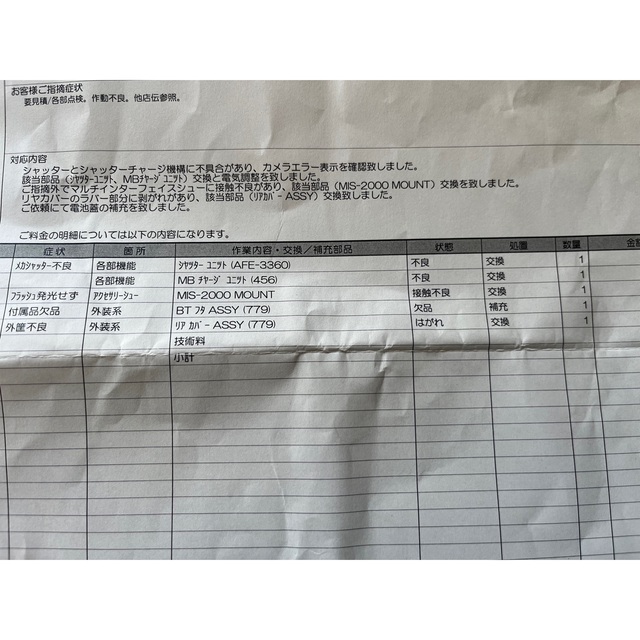 お客様ご指摘症状
要見積/各部点検。作動不良。他店伝参照。
対応内容
シャッターとシャッターチャージ機構に不具合があり、カメラエラー表示を確認致しました。
該当部品(ｼｬｯﾀｰﾕﾆｯﾄ、MBﾁｬｰｼﾞﾕﾆｯﾄ)交換と電気調整を致しました。
ご指摘外でマルチインターフェイスシューに接触不良があり、該当部品(MIS-2000 MOUNT)交換を致しました。
リヤカバーのラバー部分に剥がれがあり、該当部品(ﾘｱｶﾊﾞｰ ASSY)交換致しました。
ご依頼にて電池蓋の補充を致しました。
ご料金の明細については以下の内容になります。
症状 箇所 作業内容・交換／補充部品 状態 処置 数量 金額
ﾒｶｼｬｯﾀｰ不良 各部機能 ｼﾔﾂﾀｰ ﾕﾆｯﾄ (AFE-3360) 不良 交換 1
各部機能 MB ﾁﾔｰｼﾞ ﾕﾆｯﾄ (456) 不良 交換 1
ﾌﾗｯｼｭ発光せず ｱｸｾｻﾘｰｼｭｰ MIS-2000 MOUNT 接触不良 交換 1
付属品欠品 外装系 BT ﾌﾀ ASSY (779) 欠品 補充 1
外筐不良 外装系 ﾘｱ ｶﾊﾞｰ ASSY (779) はがれ 交換 1
技術料
小計